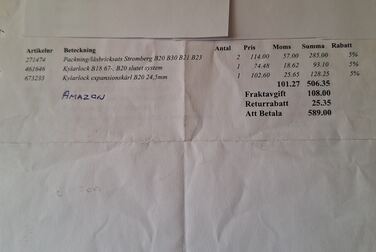 Artikelnr Beteckning Antal Pris Moms Summa Rabatt
271474 Packning/låsbricksats Stromberg B20 B30 B21 B23 2 114.00 57.00 285.00 5%
461646 Kylarlock B18 67-. B20 slutet system 1 74.48 18.62 93.10 5%
673293 Kylarlock expansionskärl B20 24,5mm 1 102.60 25.65 128.25 5%
101.27 506.35
AMAZON
Fraktavgift 108.00
Returrabatt 25.35
Att Betala 589.00